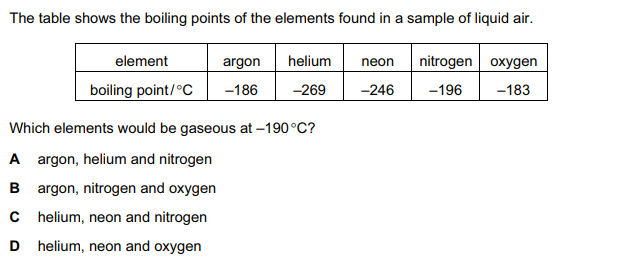 The table shows the boiling points of the elements found in a sample of liquid air.
element argon helium neon nitrogen oxygen
boiling point/°C –186 –269 –246 –196 –183
Which elements would be gaseous at –190°C?
A argon, helium and nitrogen
B argon, nitrogen and oxygen
C helium, neon and nitrogen
D helium, neon and oxygen